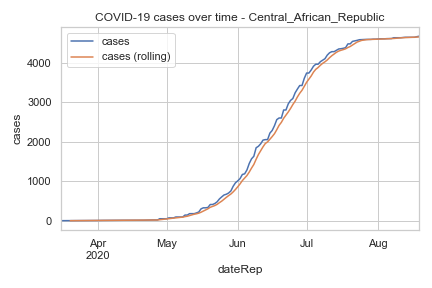 COVID-19 cases over time - Central_African_Republic
cases
cases (rolling)
cases
4000
3000
2000
1000
0
Apr
2020
May
Jun
Jul
Aug
dateRep